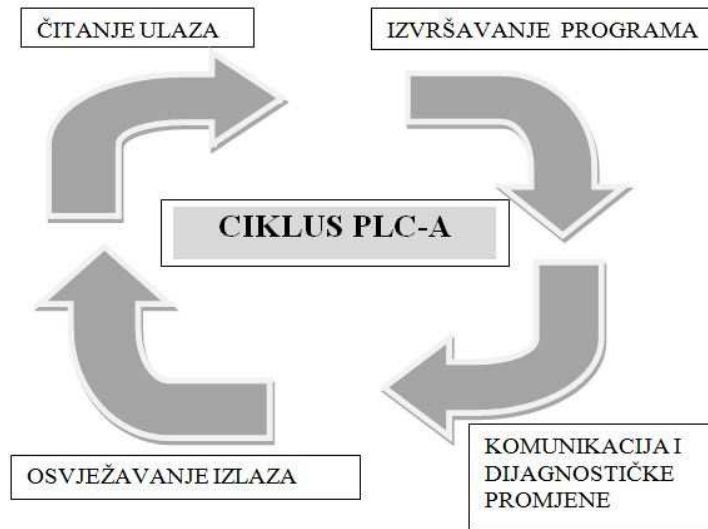 ČITANJE ULAZA
IZVRŠAVANJE PROGRAMA
CIKLUS PLC-A
OSVJEŽAVANJE IZLAZA
KOMUNIKACIJA I
DIJAGNOSTIČKE
PROMJENE